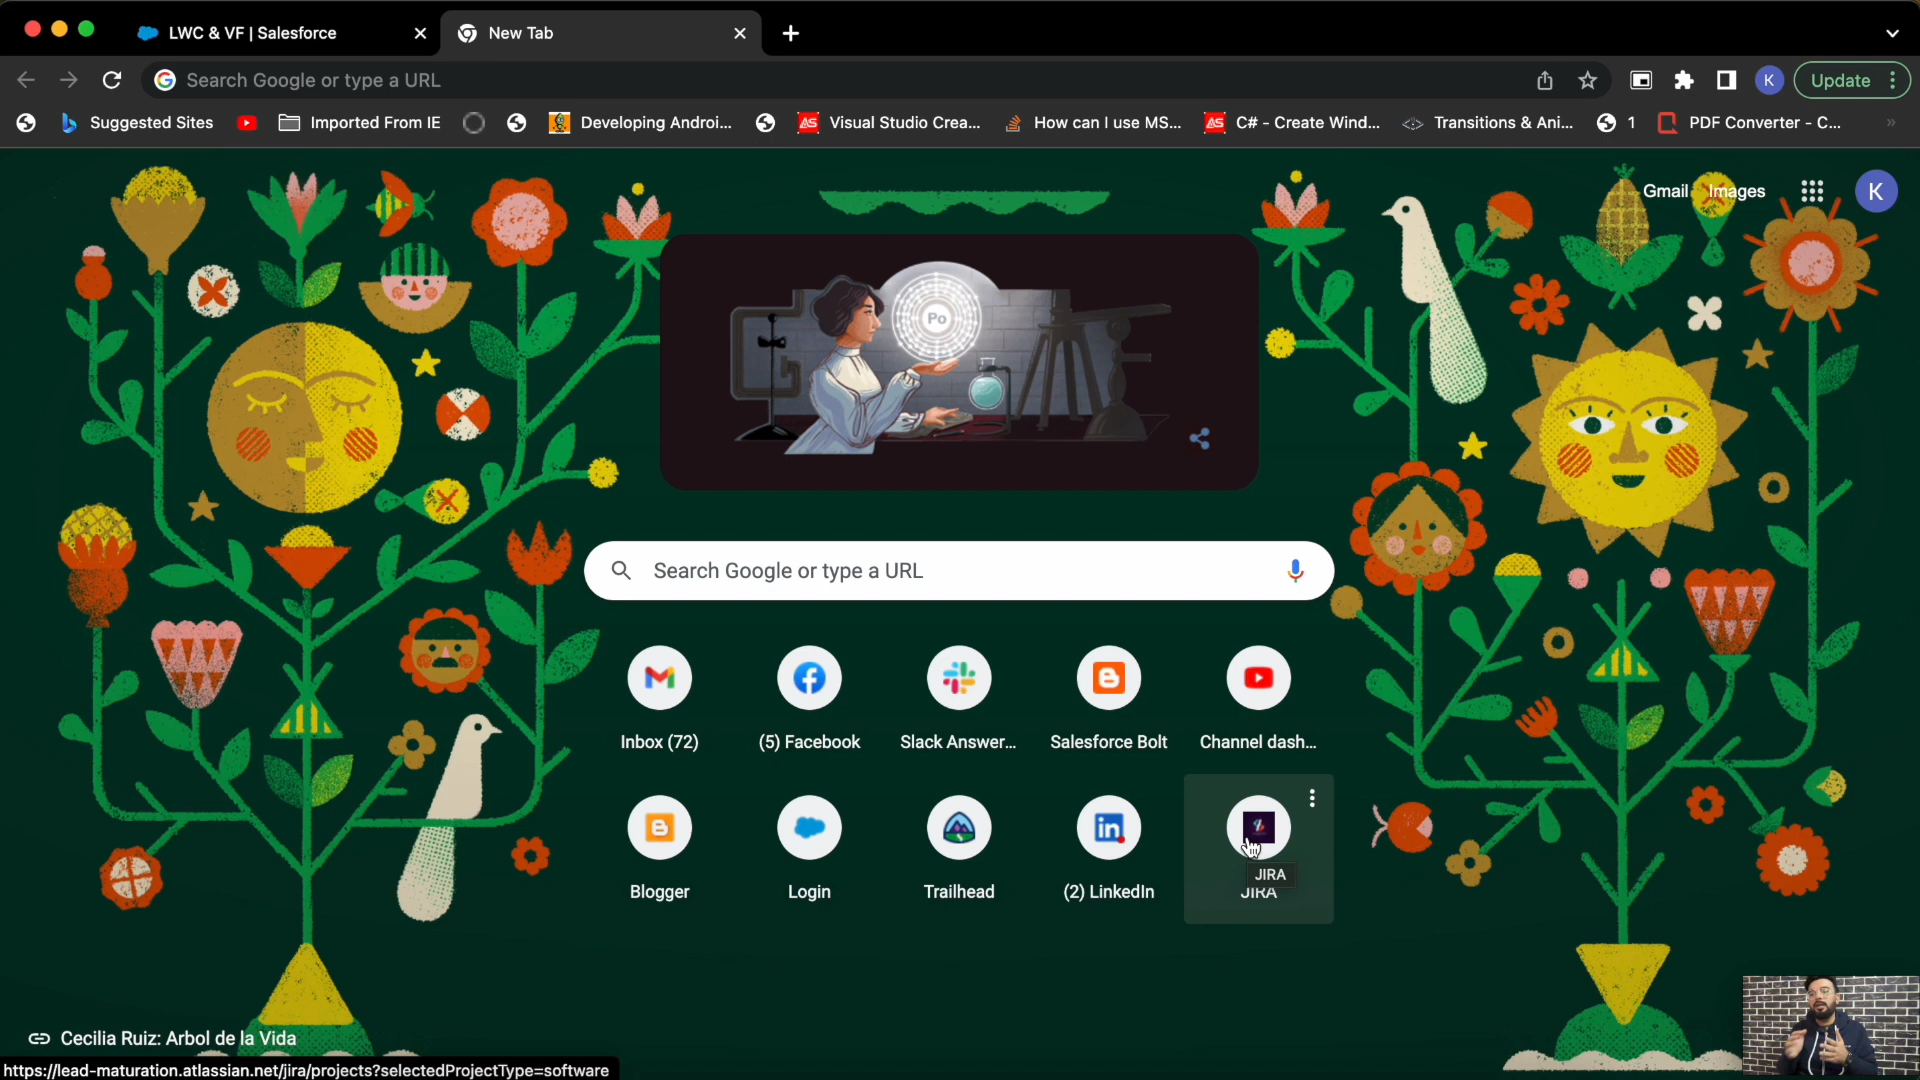 LWC & VF | Salesforce
New Tab
Search Google or type a URL
K
Update
Suggested Sites
Imported From IE
Developing Androi...
Visual Studio Crea...
How can I use MS...
C# - Create Wind...
Transitions & Ani...
1
PDF Converter - C...
Gmail
Images
K
Po
Search Google or type a URL
Inbox (72)
(5) Facebook
Slack Answer...
Salesforce Bolt
Channel dash...
Blogger
Login
Trailhead
(2) LinkedIn
JIRA
JIRA
Cecilia Ruiz: Arbol de la Vida
https://lead-maturation.atlassian.net/jira/projects?selectedProjectType=software